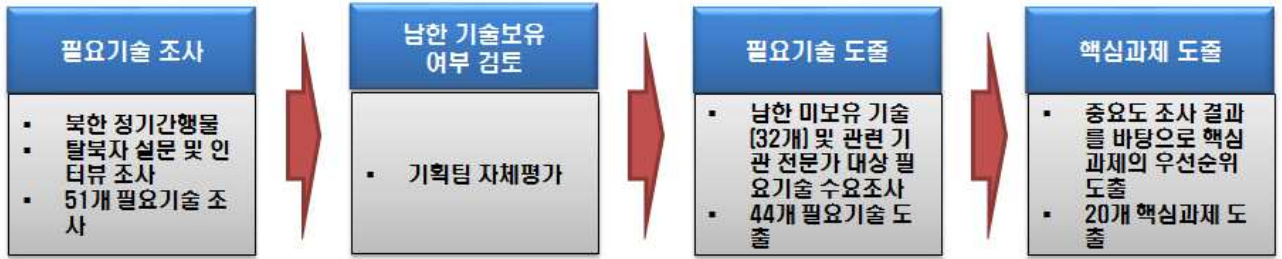 필요기술 조사
▪ 북한 정기간행물
▪ 탈북자 설문 및 인
터뷰 조사
▪ 51개 필요기술 조
사
남한 기술보유
여부 검토
▪ 기획팀 자체평가
필요기술 도출
▪ 남한 미보유 기술
(32개) 및 관련 기
관 전문가 대상 필
요기술 수요조사
▪ 44개 필요기술 도
출
핵심과제 도출
▪ 중요도 조사 결과
를 바탕으로 핵심
과제의 우선순위
도출
▪ 20개 핵심과제 도
출